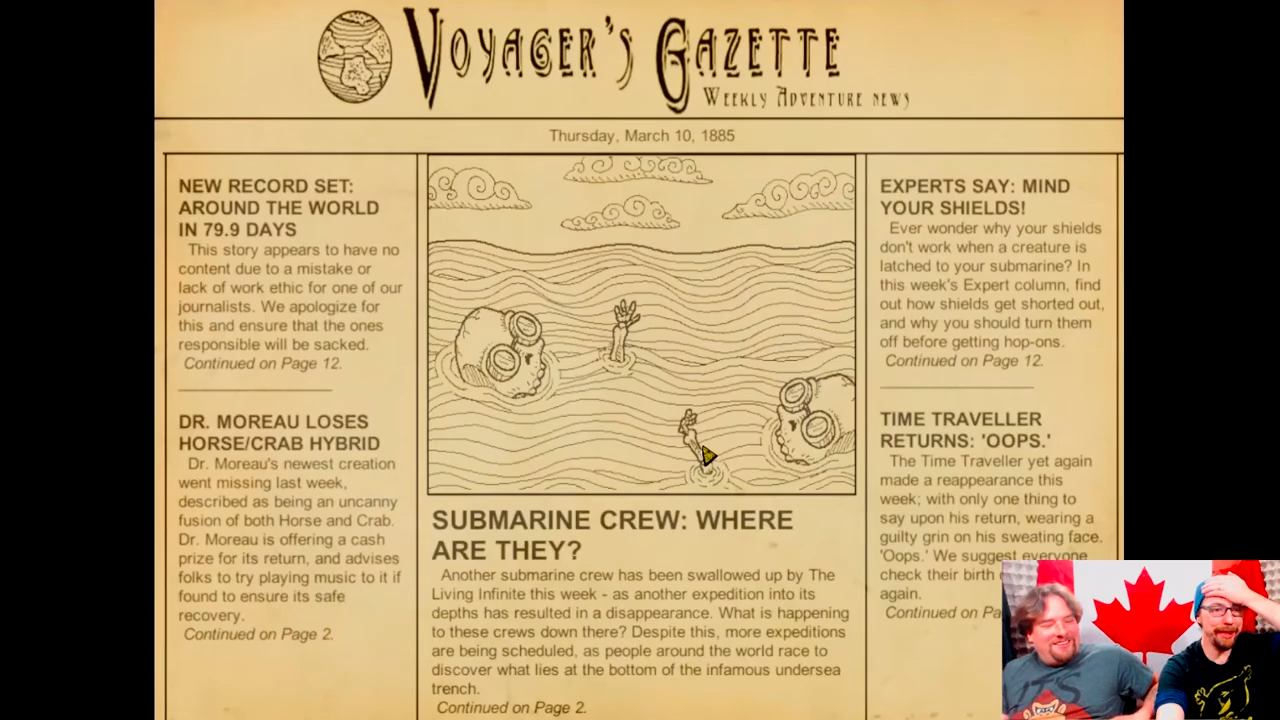 VOYAGER'S GAZETTE
WEEKLY ADVENTURE NEWS
Thursday, March 10, 1885
NEW RECORD SET:
AROUND THE WORLD
IN 79.9 DAYS
This story appears to have no
content due to a mistake or
lack of work ethic for one of our
journalists. We apologize for
this and ensure that the ones
responsible will be sacked.
Continued on Page 12.
DR. MOREAU LOSES
HORSE/CRAB HYBRID
Dr. Moreau's newest creation
went missing last week,
described as being an uncanny
fusion of both Horse and Crab.
Dr. Moreau is offering a cash
prize for its return, and advises
folks to try playing music to it if
found to ensure its safe
recovery.
Continued on Page 2.
SUBMARINE CREW: WHERE
ARE THEY?
Another submarine crew has been swallowed up by The
Living Infinite this week - as another expedition into its
depths has resulted in a disappearance. What is happening
to these crews down there? Despite this, more expeditions
are being scheduled, as people around the world race to
discover what lies at the bottom of the infamous undersea
trench.
Continued on Page 2.
EXPERTS SAY: MIND
YOUR SHIELDS!
Ever wonder why your shields
don't work when a creature is
latched to your submarine? In
this week's Expert column, find
out how shields get shorted out,
and why you should turn them
off before getting hop-ons.
Continued on Page 12.
TIME TRAVELLER
RETURNS: 'OOPS.'
The Time Traveller yet again
made a reappearance this
week; with only one thing to
say upon his return, wearing a
guilty grin on his sweating face.
'Oops.' We suggest everyone
check their birth
again.
Continued on
IT'S